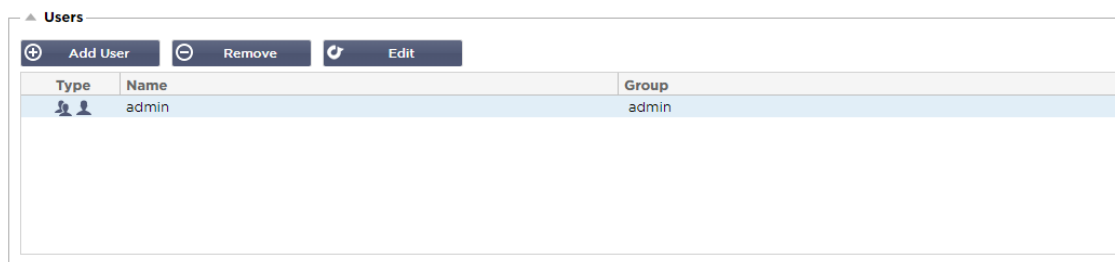 Users
Add User Remove Edit
Type Name Group
admin admin